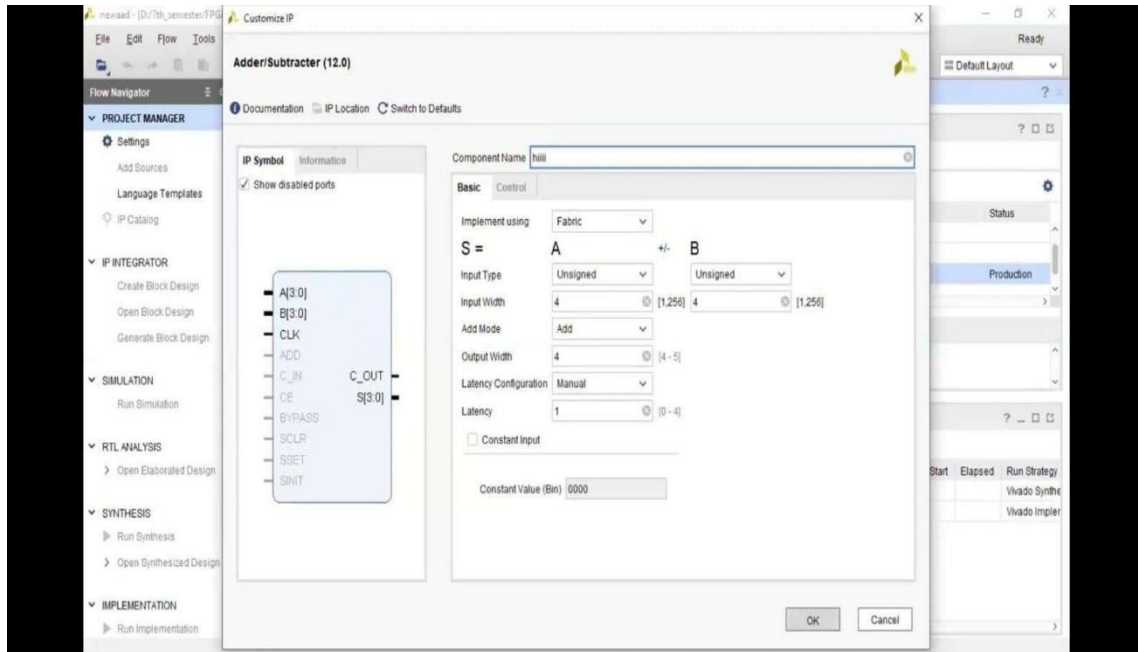 newaad - [D:/7th_semester/FPG
Customize IP
File Edit Flow Tools
Ready
Adder/Subtracter (12.0)
Default Layout
Flow Navigator
?
Documentation IP Location Switch to Defaults
PROJECT MANAGER
Settings
Add Sources
Language Templates
IP Catalog
IP INTEGRATOR
Create Block Design
Open Block Design
Generate Block Design
SIMULATION
Run Simulation
RTL ANALYSIS
Open Elaborated Design
SYNTHESIS
Run Synthesis
Open Synthesized Design
IMPLEMENTATION
Run Implementation
IP Symbol Information
Show disabled ports
A[3:0]
B[3:0]
CLK
ADD
C_IN C_OUT
CE S[3:0]
BYPASS
SCLR
SSET
SINIT
Component Name hiiii
Basic Control
Implement using Fabric
S = A +/- B
Input Type Unsigned Unsigned
Input Width 4 [1,256] 4 [1,256]
Add Mode Add
Output Width 4 [4 - 5]
Latency Configuration Manual
Latency 1 [0 - 4]
Constant Input
Constant Value (Bin) 0000
OK Cancel
?
Status
Production
?
Start Elapsed Run Strategy
Vivado Synthe
Vivado Impler